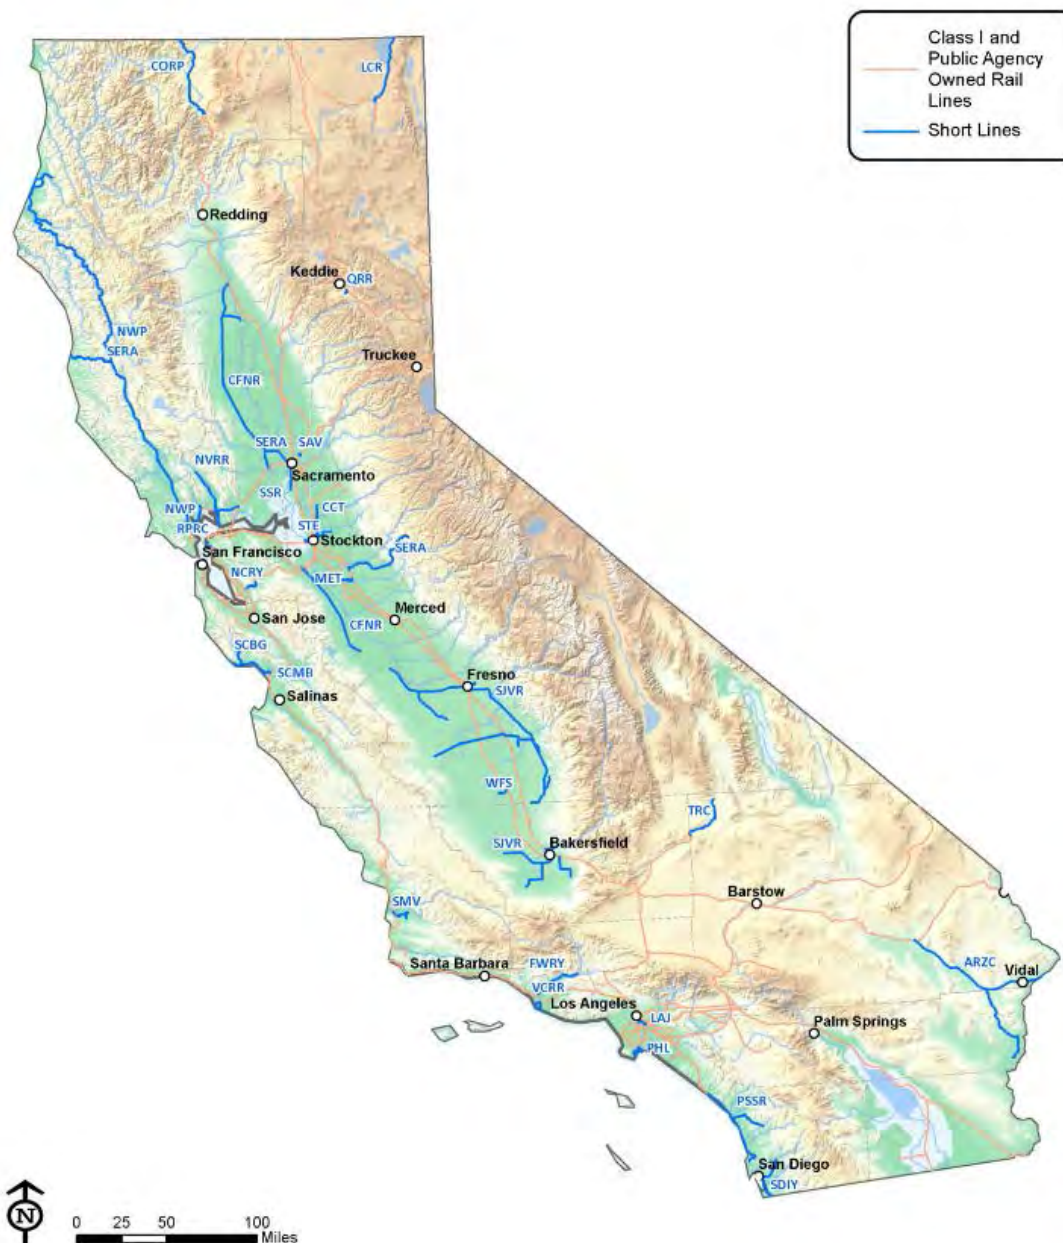 Class I and
Public Agency
Owned Rail
Lines
Short Lines
CORP
LCR
Redding
Keddie
QRR
NWP
SERA
Truckee
CFNR
SERA
SAV
Sacramento
NVRR
SSR
CCT
NWP
RPRC
STE
Stockton
San Francisco
SERA
NCRY
MET
Merced
San Jose
CFNR
SCBG
SCMB
Fresno
SJVR
Salinas
WFS
TRC
SJVR
Bakersfield
Barstow
SMV
ARZC
Vidal
Santa Barbara
FWRY
VCRR
Los Angeles
LAJ
Palm Springs
PHL
PSSR
San Diego
SDIY
N
0 25 50 100
Miles